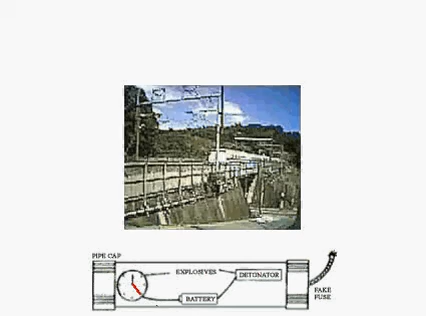 PIPE CAP
EXPLOSIVES
DETONATOR
BATTERY
FAKE
FUSE